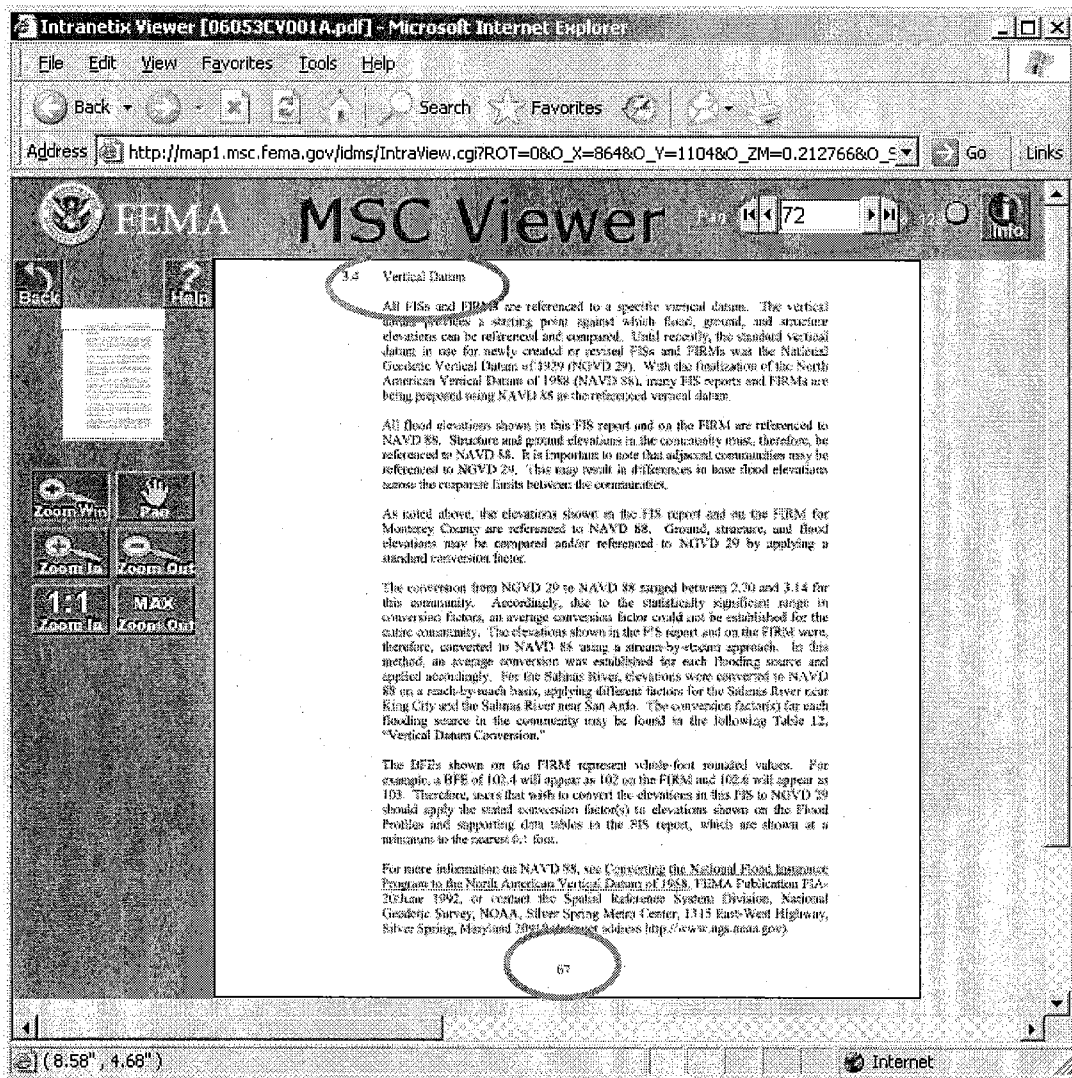 Intranetix Viewer [06053CV001A.pdf] - Microsoft Internet Explorer
File Edit View Favorites Tools Help
Back Search Favorites
Address http://map1.msc.fema.gov/idms/IntraView.cgi?ROT=0&O_X=864&O_Y=1104&O_ZM=0.212766&O_S Go Links
FEMA MSC Viewer 72 Info
Back Help
Zoom Win Pan
Zoom In Zoom Out
1:1 MAX
Zoom In Zoom Out
3.4 Vertical Datum
All FISs and FIRMs are referenced to a specific vertical datum. The vertical
datum provides a starting point against which flood, ground, and structure
elevations can be referenced and compared. Until recently, the standard vertical
datum in use for newly created or revised FISs and FIRMs was the National
Geodetic Vertical Datum of 1929 (NGVD 29). With the finalization of the North
American Vertical Datum of 1988 (NAVD 88), many FIS reports and FIRMs are
being prepared using NAVD 88 as the referenced vertical datum.
All flood elevations shown in this FIS report and on the FIRM are referenced to
NAVD 88. Structure and ground elevations in the community must, therefore, be
referenced to NAVD 88. It is important to note that adjacent communities may be
referenced to NGVD 29. This may result in differences in base flood elevations
across the corporate limits between the communities.
As noted above, the elevations shown in the FIS report and on the FIRM for
Monterey County are referenced to NAVD 88. Ground, structure, and flood
elevations may be compared and/or referenced to NGVD 29 by applying a
standard conversion factor.
The conversion from NGVD 29 to NAVD 88 ranged between 2.70 and 3.14 for
this community. Accordingly, due to the statistically significant range in
conversion factors, an average conversion factor could not be established for the
entire community. The elevations shown in the FIS report and on the FIRM were,
therefore, converted to NAVD 88 using a stream-by-stream approach. In this
method, an average conversion was established for each flooding source and
applied accordingly. For the Salinas River, elevations were converted to NAVD
88 on a reach-by-reach basis, applying different factors for the Salinas River near
King City and the Salinas River near San Ardo. The conversion factor(s) for each
flooding source in the community may be found in the following Table 12,
"Vertical Datum Conversion."
The BFEs shown on the FIRM represent whole-foot rounded values. For
example, a BFE of 102.4 will appear as 102 on the FIRM and 102.6 will appear as
103. Therefore, users that wish to convert the elevations in this FIS to NGVD 29
should apply the stated conversion factor(s) to elevations shown on the Flood
Profiles and supporting data tables in the FIS report, which are shown at a
minimum to the nearest 0.1 foot.
For more information on NAVD 88, see Converting the National Flood Insurance
Program to the North American Vertical Datum of 1988, FEMA Publication FIA-
20/June 1992, or contact the Spatial Reference System Division, National
Geodetic Survey, NOAA, Silver Spring Metro Center, 1315 East-West Highway,
Silver Spring, Maryland 20910 (Internet address http://www.ngs.noaa.gov).
67
(8.58", 4.68") Internet